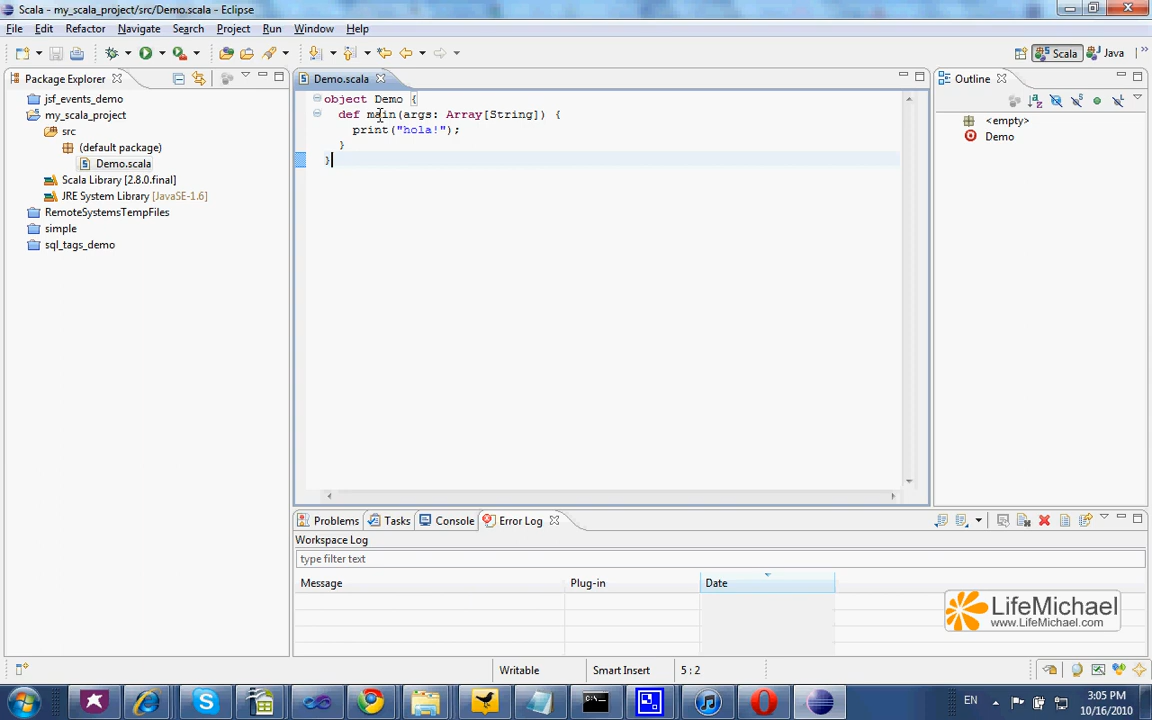 Scala - my_scala_project/src/Demo.scala - Eclipse
File Edit Refactor Navigate Search Project Run Window Help
Scala Java
Package Explorer
jsf_events_demo
my_scala_project
src
(default package)
Demo.scala
Scala Library [2.8.0.final]
JRE System Library [JavaSE-1.6]
RemoteSystemsTempFiles
simple
sql_tags_demo
Demo.scala
object Demo {
def main(args: Array[String]) {
print("hola!");
}
}
Outline
<empty>
Demo
Problems Tasks Console Error Log
Workspace Log
type filter text
Message Plug-in Date
LifeMichael
www.LifeMichael.com
Writable Smart Insert 5 : 2
EN 3:05 PM
10/16/2010